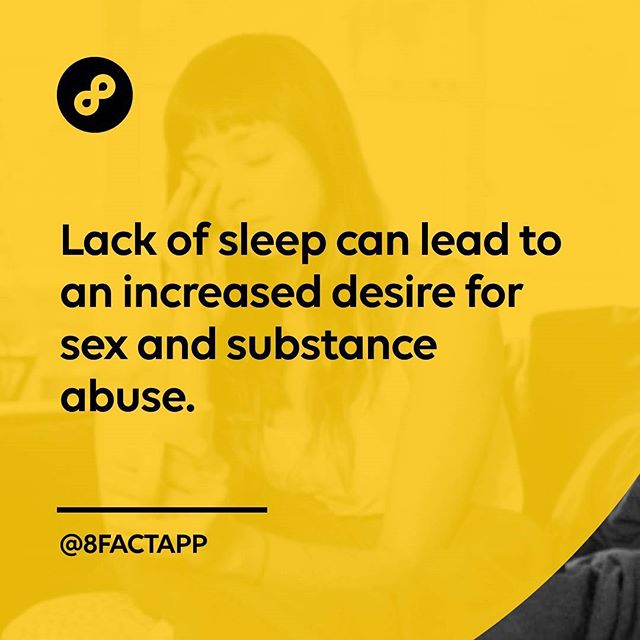 Lack of sleep can lead to
an increased desire for
sex and substance
abuse.
@8FACTAPP